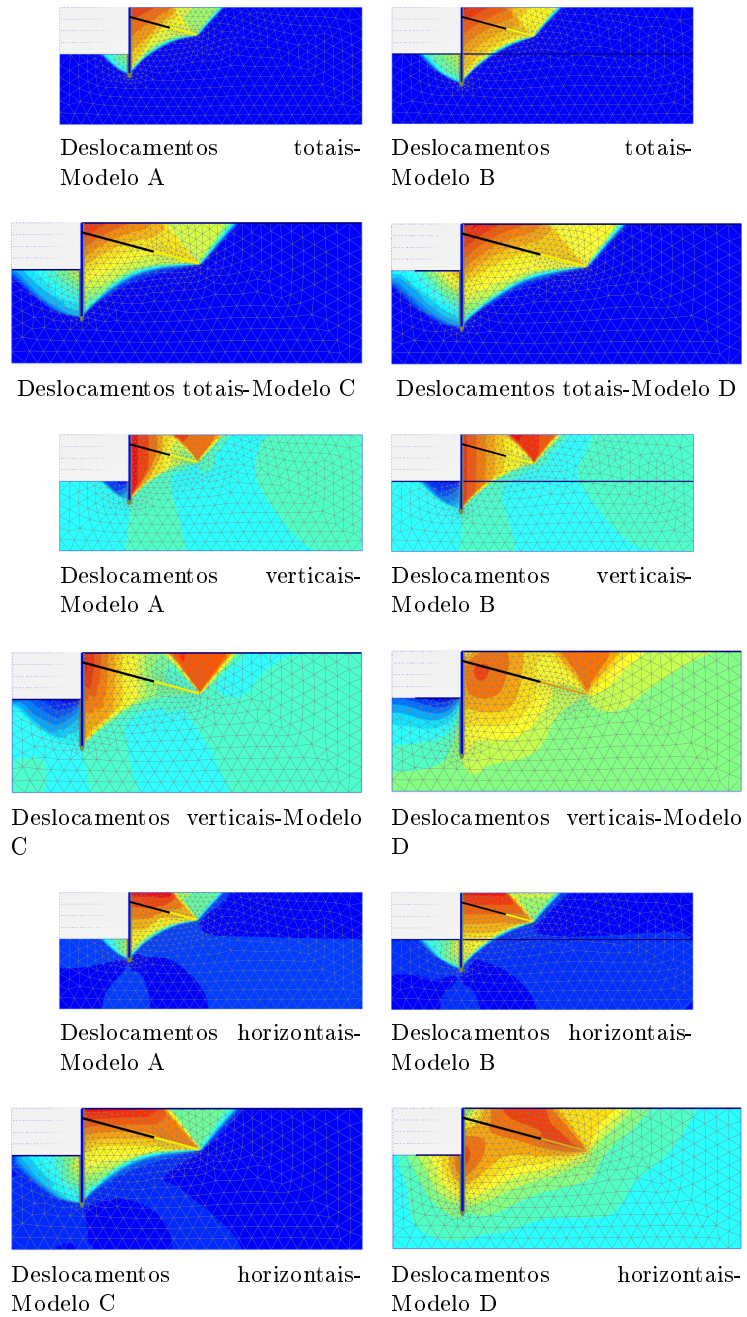 Deslocamentos totais-
Modelo A
Deslocamentos totais-
Modelo B
Deslocamentos totais-Modelo C
Deslocamentos totais-Modelo D
Deslocamentos verticais-
Modelo A
Deslocamentos verticais-
Modelo B
Deslocamentos verticais-Modelo
C
Deslocamentos verticais-Modelo
D
Deslocamentos horizontais-
Modelo A
Deslocamentos horizontais-
Modelo B
Deslocamentos horizontais-
Modelo C
Deslocamentos horizontais-
Modelo D